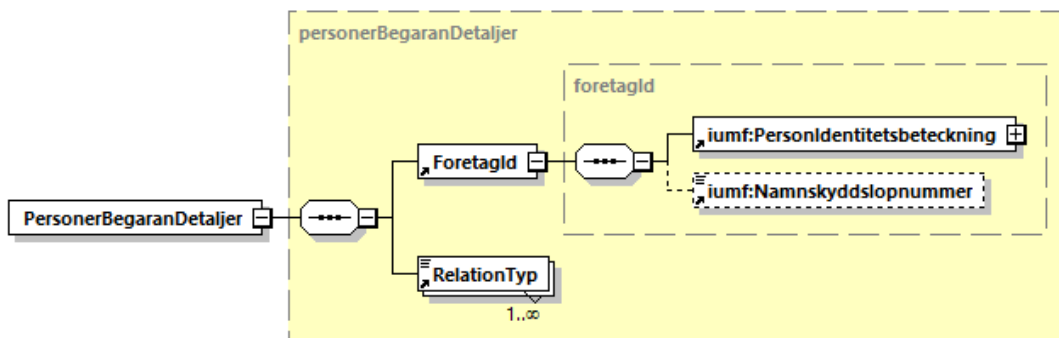 personerBegaranDetaljer
foretagId
iumf:PersonIdentitetsbeteckning
ForetagId
iumf:Namnskyddslopnummer
PersonerBegaranDetaljer
RelationTyp
1..∞